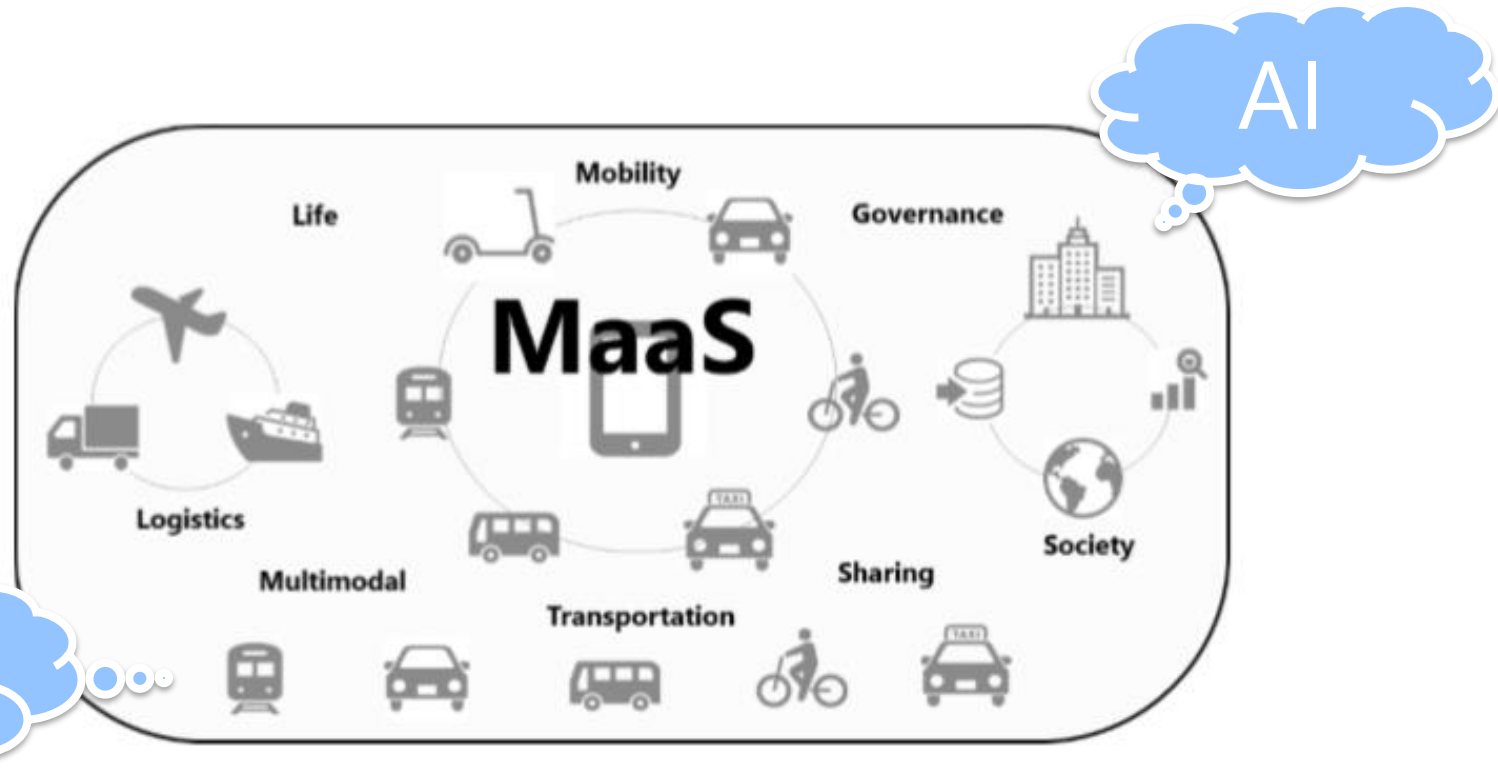 AI
Mobility
Life
Governance
MaaS
TAXI
Logistics
Society
Sharing
Multimodal
Transportation
TAXI